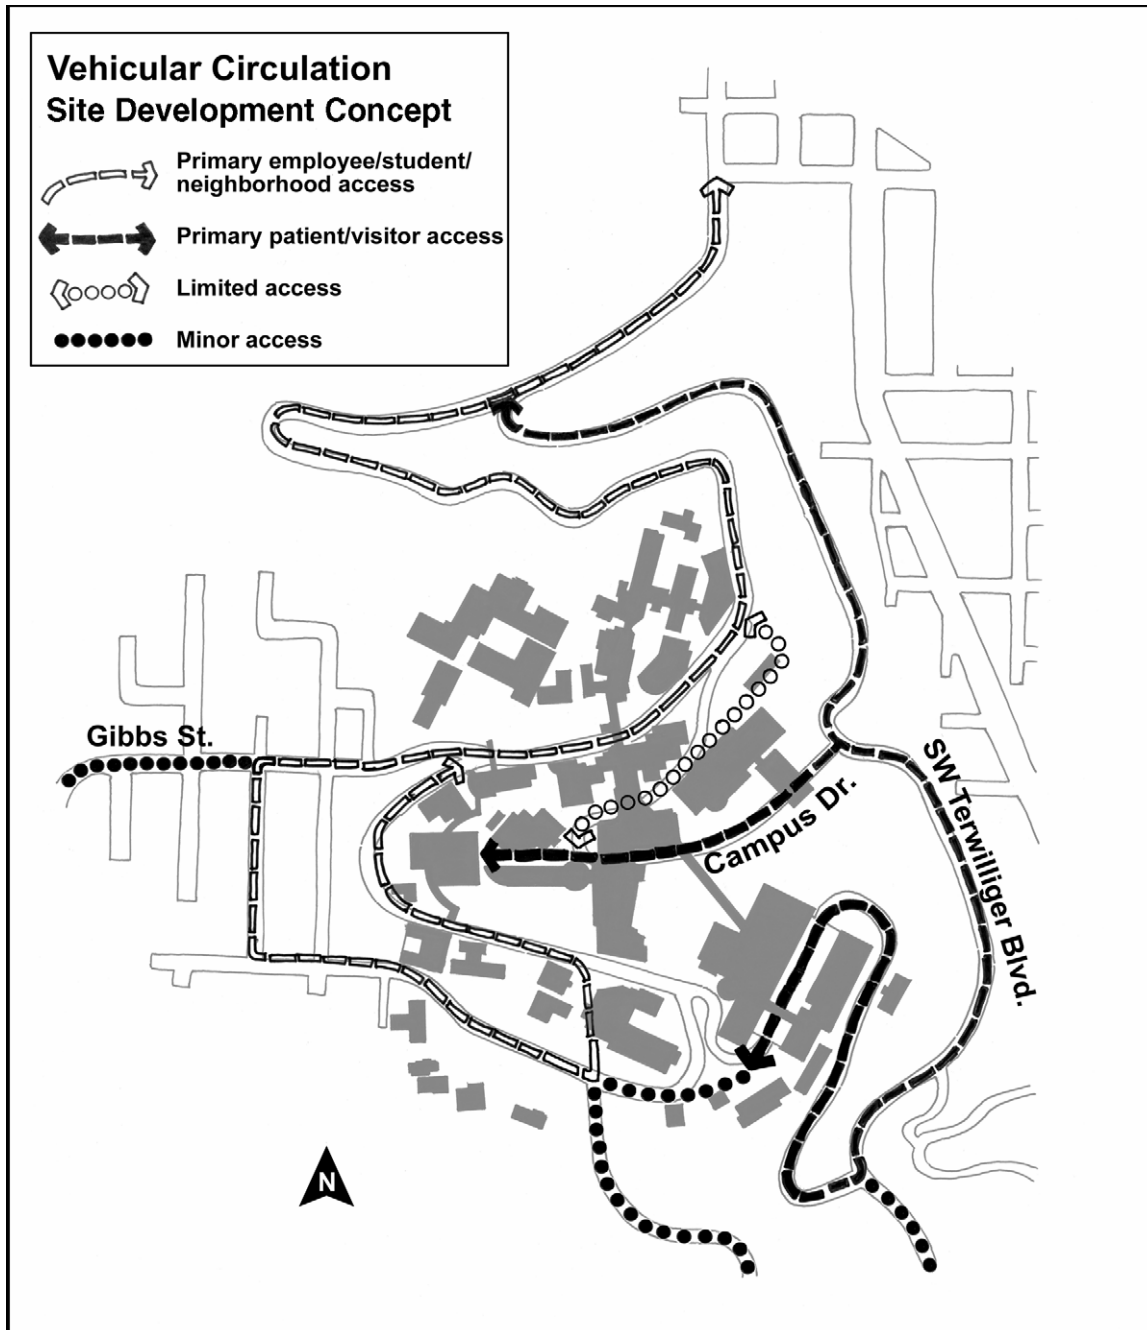 Vehicular Circulation
Site Development Concept
Primary employee/student/
neighborhood access
Primary patient/visitor access
Limited access
Minor access
Gibbs St.
SW Terwilliger Blvd.
Campus Dr.
N